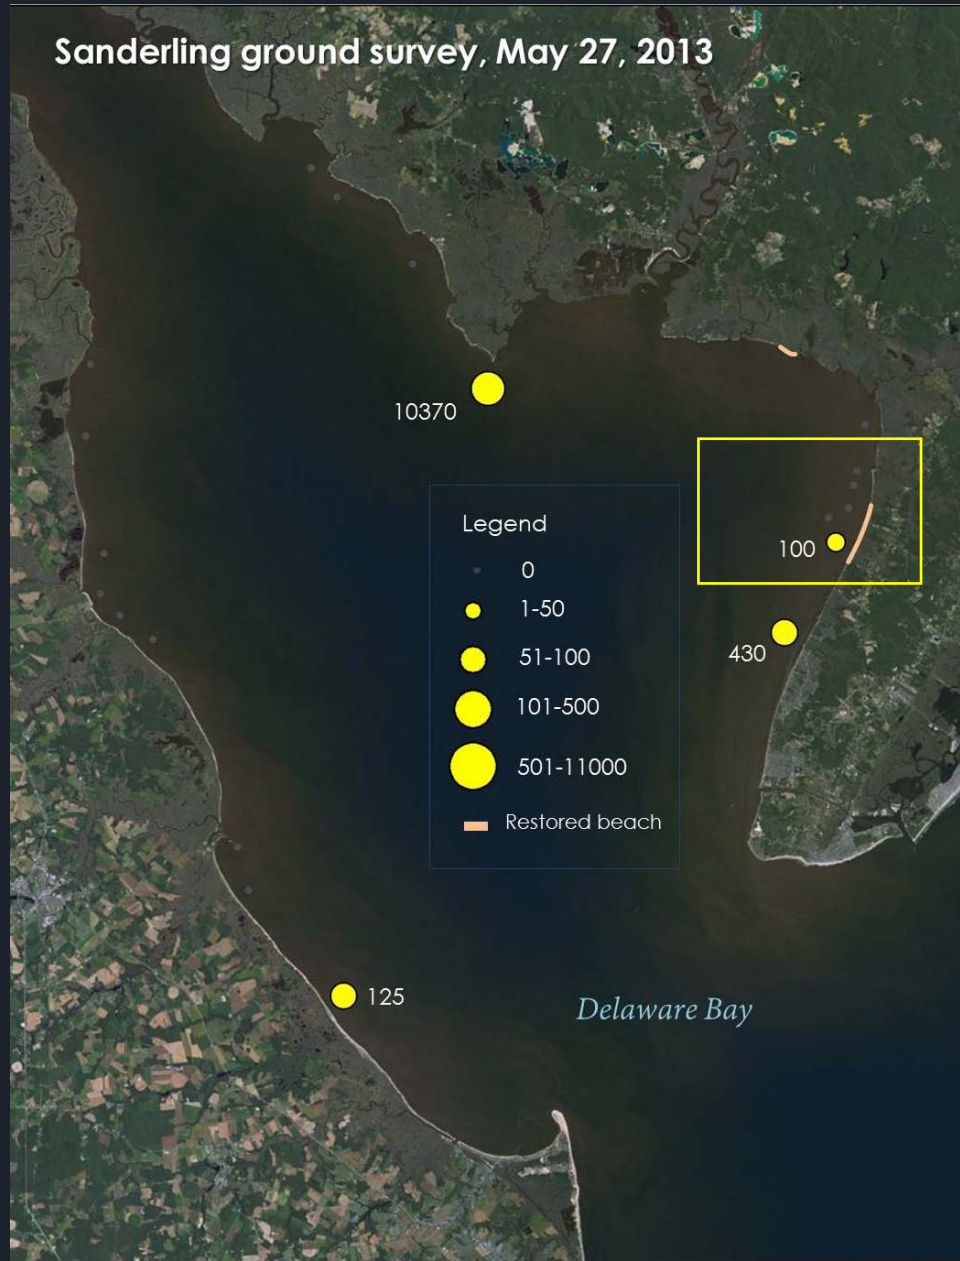 Sanderling ground survey, May 27, 2013
10370
Legend
0
1-50
51-100
101-500
501-11000
Restored beach
100
430
125
Delaware Bay